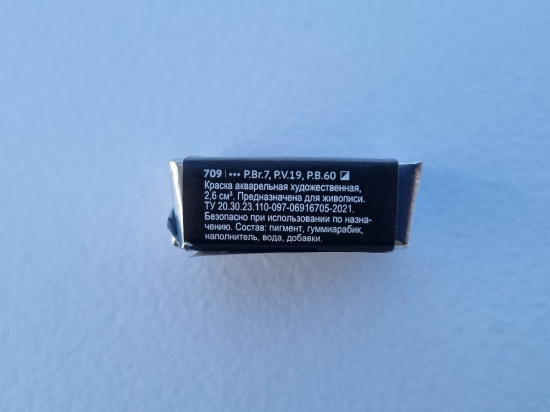 709 | ••• P.Br.7, P.V.19, P.B.60
Краска акварельная художественная,
2,6 см³. Предназначена для живописи.
ТУ 20.30.23.110-097-06916705-2021.
Безопасно при использовании по назна-
чению. Состав: пигмент, гуммиарабик,
наполнитель, вода, добавки.